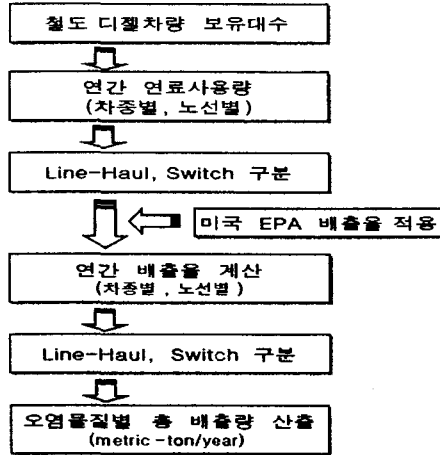 철도 디젤차량 보유대수
연간 연료사용량
(차종별, 노선별)
Line-Haul, Switch 구분
미국 EPA 배출율 적용
연간 배출율 계산
(차종별, 노선별)
Line-Haul, Switch 구분
오염물질별 총 배출량 산출
(metric-ton/year)